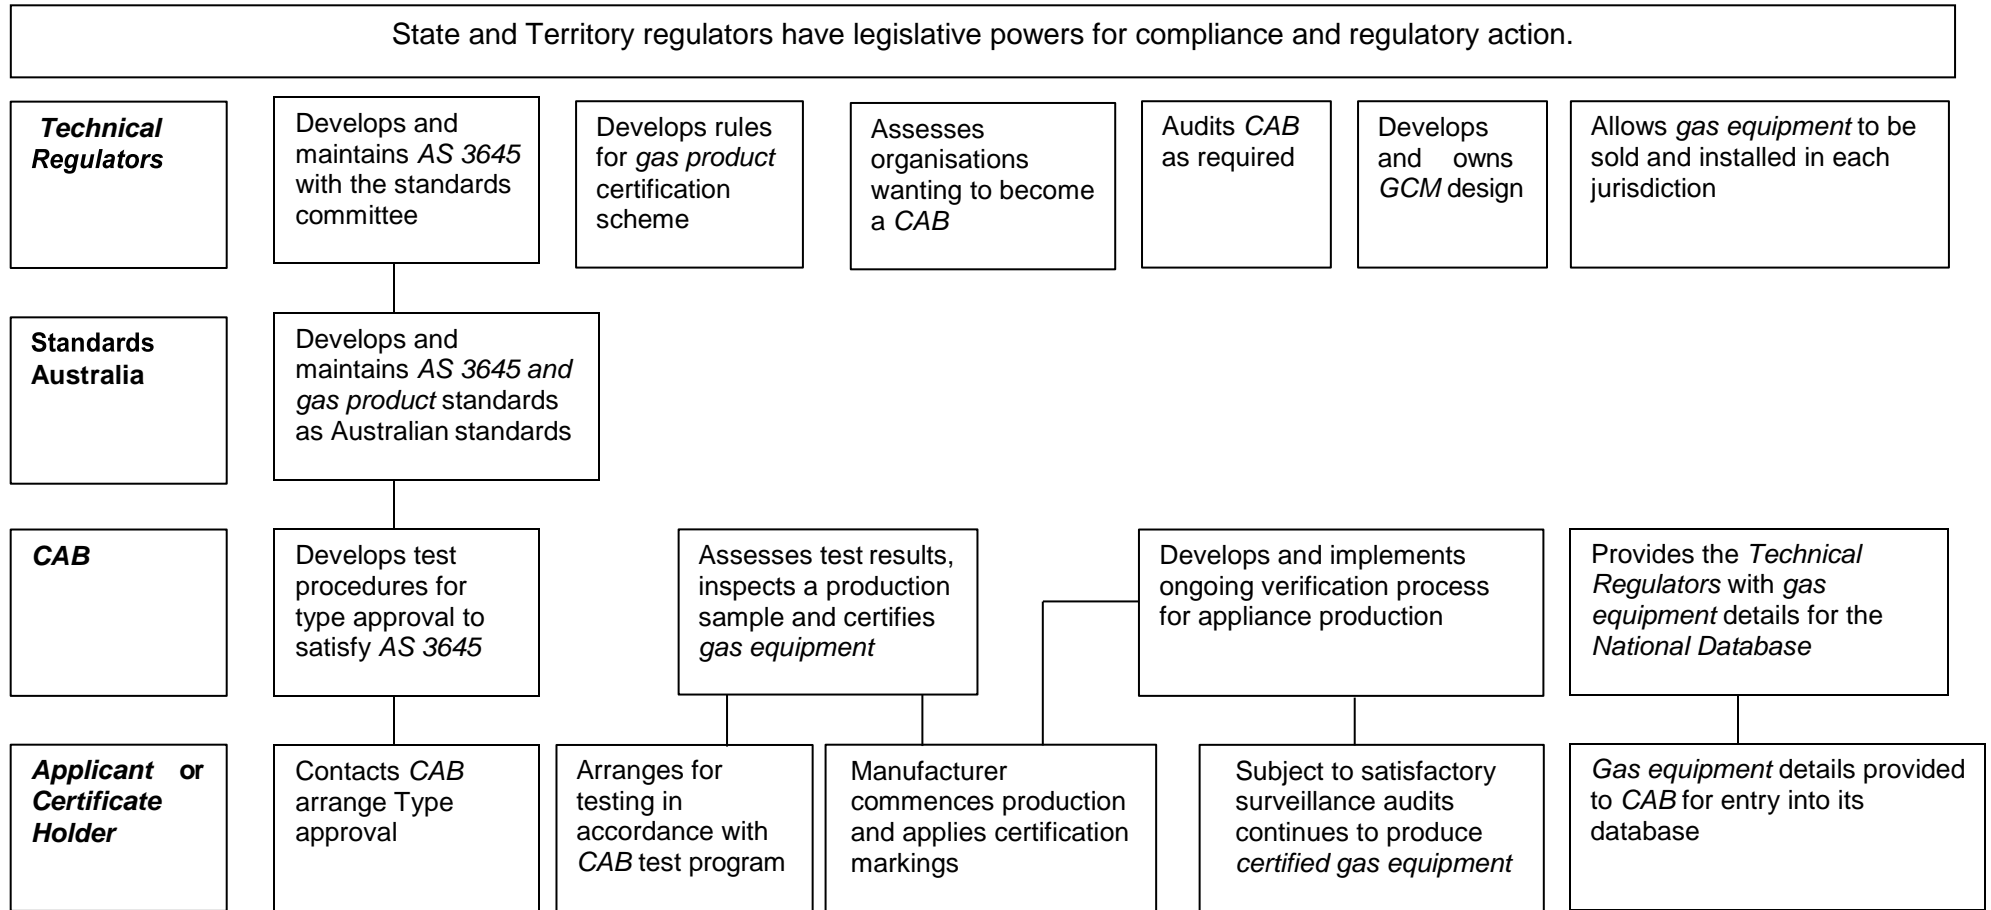 State and Territory regulators have legislative powers for compliance and regulatory action.
Technical
Regulators
Develops and
maintains AS 3645
with the standards
committee
Develops rules
for gas product
certification
scheme
Assesses
organisations
wanting to become
a CAB
Audits CAB
as required
Develops
and owns
GCM design
Allows gas equipment to be
sold and installed in each
jurisdiction
Standards
Australia
Develops and
maintains AS 3645 and
gas product standards
as Australian standards
CAB
Develops test
procedures for
type approval to
satisfy AS 3645
Assesses test results,
inspects a production
sample and certifies
gas equipment
Develops and implements
ongoing verification process
for appliance production
Provides the Technical
Regulators with gas
equipment details for the
National Database
Applicant or
Certificate
Holder
Contacts CAB
arrange Type
approval
Arranges for
testing in
accordance with
CAB test program
Manufacturer
commences production
and applies certification
markings
Subject to satisfactory
surveillance audits
continues to produce
certified gas equipment
Gas equipment details provided
to CAB for entry into its
database